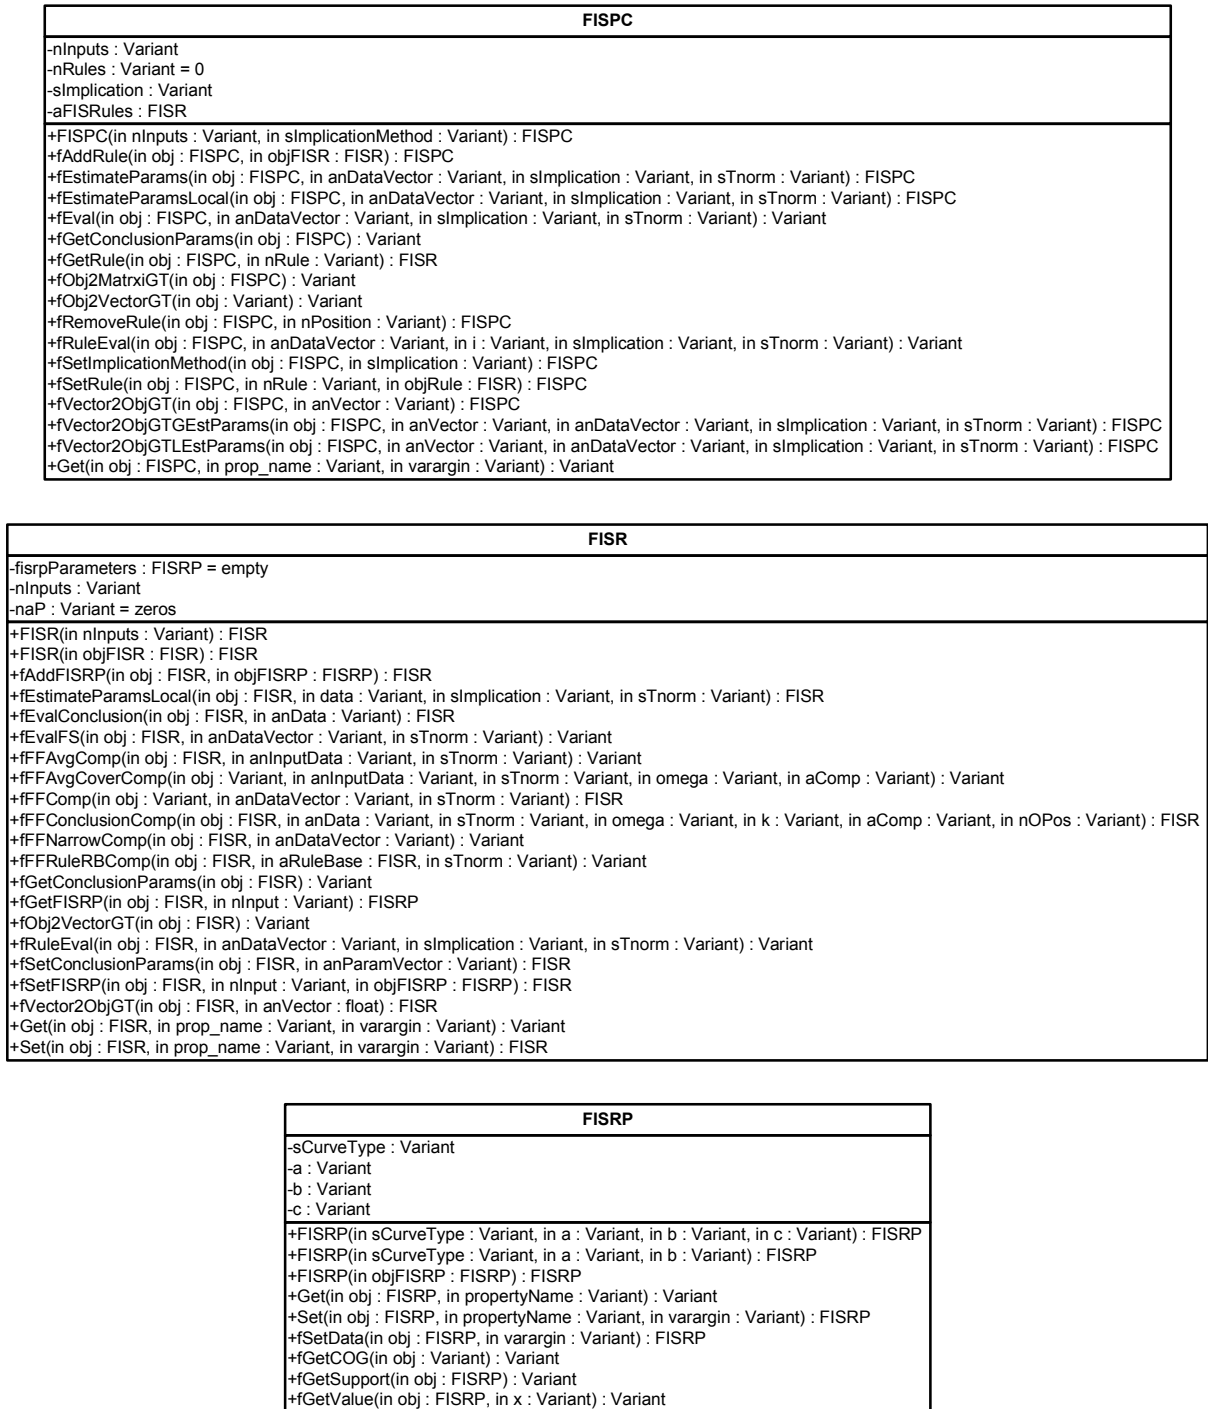 FISPC
-nInputs : Variant
-nRules : Variant = 0
-sImplication : Variant
-aFISRules : FISR
+FISPC(in nInputs : Variant, in sImplicationMethod : Variant) : FISPC
+fAddRule(in obj : FISPC, in objFISR : FISR) : FISPC
+fEstimateParams(in obj : FISPC, in anDataVector : Variant, in sImplication : Variant, in sTnorm : Variant) : FISPC
+fEstimateParamsLocal(in obj : FISPC, in anDataVector : Variant, in sImplication : Variant, in sTnorm : Variant) : FISPC
+fEval(in obj : FISPC, in anDataVector : Variant, in sImplication : Variant, in sTnorm : Variant) : Variant
+fGetConclusionParams(in obj : FISPC) : Variant
+fGetRule(in obj : FISPC, in nRule : Variant) : FISR
+fObj2MatrxiGT(in obj : FISPC) : Variant
+fObj2VectorGT(in obj : Variant) : Variant
+fRemoveRule(in obj : FISPC, in nPosition : Variant) : FISPC
+fRuleEval(in obj : FISPC, in anDataVector : Variant, in i : Variant, in sImplication : Variant, in sTnorm : Variant) : Variant
+fSetImplicationMethod(in obj : FISPC, in sImplication : Variant) : FISPC
+fSetRule(in obj : FISPC, in nRule : Variant, in objRule : FISR) : FISPC
+fVector2ObjGT(in obj : FISPC, in anVector : Variant) : FISPC
+fVector2ObjGTGEstParams(in obj : FISPC, in anVector : Variant, in anDataVector : Variant, in sImplication : Variant, in sTnorm : Variant) : FISPC
+fVector2ObjGTLEstParams(in obj : FISPC, in anVector : Variant, in anDataVector : Variant, in sImplication : Variant, in sTnorm : Variant) : FISPC
+Get(in obj : FISPC, in prop_name : Variant, in varargin : Variant) : Variant
FISR
-fisrpParameters : FISRP = empty
-nInputs : Variant
-naP : Variant = zeros
+FISR(in nInputs : Variant) : FISR
+FISR(in objFISR : FISR) : FISR
+fAddFISRP(in obj : FISR, in objFISRP : FISRP) : FISR
+fEstimateParamsLocal(in obj : FISR, in data : Variant, in sImplication : Variant, in sTnorm : Variant) : FISR
+fEvalConclusion(in obj : FISR, in anData : Variant) : FISR
+fEvalFS(in obj : FISR, in anDataVector : Variant, in sTnorm : Variant) : Variant
+fFFAvgComp(in obj : FISR, in anInputData : Variant, in sTnorm : Variant) : Variant
+fFFAvgCoverComp(in obj : Variant, in anInputData : Variant, in sTnorm : Variant, in omega : Variant, in aComp : Variant) : Variant
+fFFComp(in obj : Variant, in anDataVector : Variant, in sTnorm : Variant) : FISR
+fFFConclusionComp(in obj : FISR, in anData : Variant, in sTnorm : Variant, in omega : Variant, in k : Variant, in aComp : Variant, in nOPos : Variant) : FISR
+fFFNarrowComp(in obj : FISR, in anDataVector : Variant) : Variant
+fFFRuleRBComp(in obj : FISR, in aRuleBase : FISR, in sTnorm : Variant) : Variant
+fGetConclusionParams(in obj : FISR) : Variant
+fGetFISRP(in obj : FISR, in nInput : Variant) : FISRP
+fObj2VectorGT(in obj : FISR) : Variant
+fRuleEval(in obj : FISR, in anDataVector : Variant, in sImplication : Variant, in sTnorm : Variant) : Variant
+fSetConclusionParams(in obj : FISR, in anParamVector : Variant) : FISR
+fSetFISRP(in obj : FISR, in nInput : Variant, in objFISRP : FISRP) : FISR
+fVector2ObjGT(in obj : FISR, in anVector : float) : FISR
+Get(in obj : FISR, in prop_name : Variant, in varargin : Variant) : Variant
+Set(in obj : FISR, in prop_name : Variant, in varargin : Variant) : FISR
FISRP
-sCurveType : Variant
-a : Variant
-b : Variant
-c : Variant
+FISRP(in sCurveType : Variant, in a : Variant, in b : Variant, in c : Variant) : FISRP
+FISRP(in sCurveType : Variant, in a : Variant, in b : Variant) : FISRP
+FISRP(in objFISRP : FISRP) : FISRP
+Get(in obj : FISRP, in propertyName : Variant) : Variant
+Set(in obj : FISRP, in propertyName : Variant, in varargin : Variant) : FISRP
+fSetData(in obj : FISRP, in varargin : Variant) : FISRP
+fGetCOG(in obj : Variant) : Variant
+fGetSupport(in obj : FISRP) : Variant
+fGetValue(in obj : FISRP, in x : Variant) : Variant